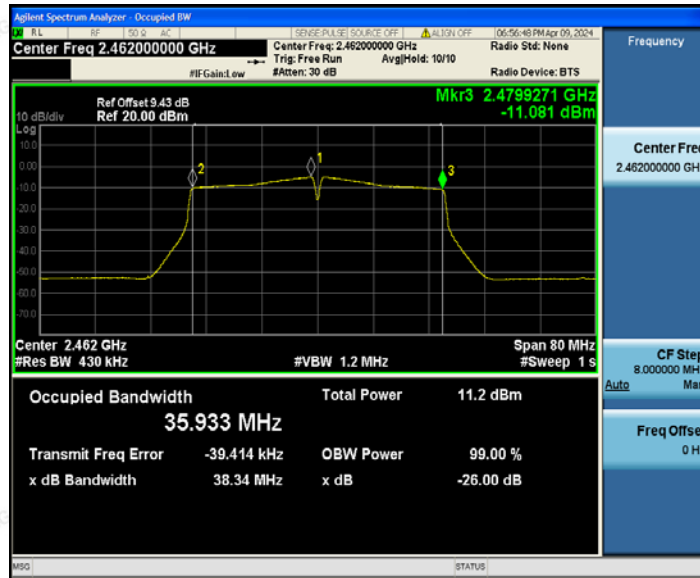 Agilent Spectrum Analyzer - Occupied BW
RL RF 50 Ω AC SENSE:PULSE SOURCE OFF ALIGN OFF 06:56:48 PM Apr 09, 2024
Center Freq 2.462000000 GHz
Center Freq: 2.462000000 GHz
Radio Std: None
Trig: Free Run Avg|Hold: 10/10
#IFGain:Low #Atten: 30 dB Radio Device: BTS
Frequency
Mkr3 2.4799271 GHz
-11.081 dBm
Ref Offset 9.43 dB
10 dB/div Ref 20.00 dBm
Log
10.0
0.00
-10.0
-20.0
-30.0
-40.0
-50.0
-60.0
-70.0
2
1
3
Center Freq
2.462000000 GH
Center 2.462 GHz Span 80 MHz
#Res BW 430 kHz #VBW 1.2 MHz #Sweep 1 s
CF Step
8.000000 MH
Auto Ma
Freq Offse
0 H
Occupied Bandwidth Total Power 11.2 dBm
35.933 MHz
Transmit Freq Error -39.414 kHz OBW Power 99.00 %
x dB Bandwidth 38.34 MHz x dB -26.00 dB
MSG STATUS